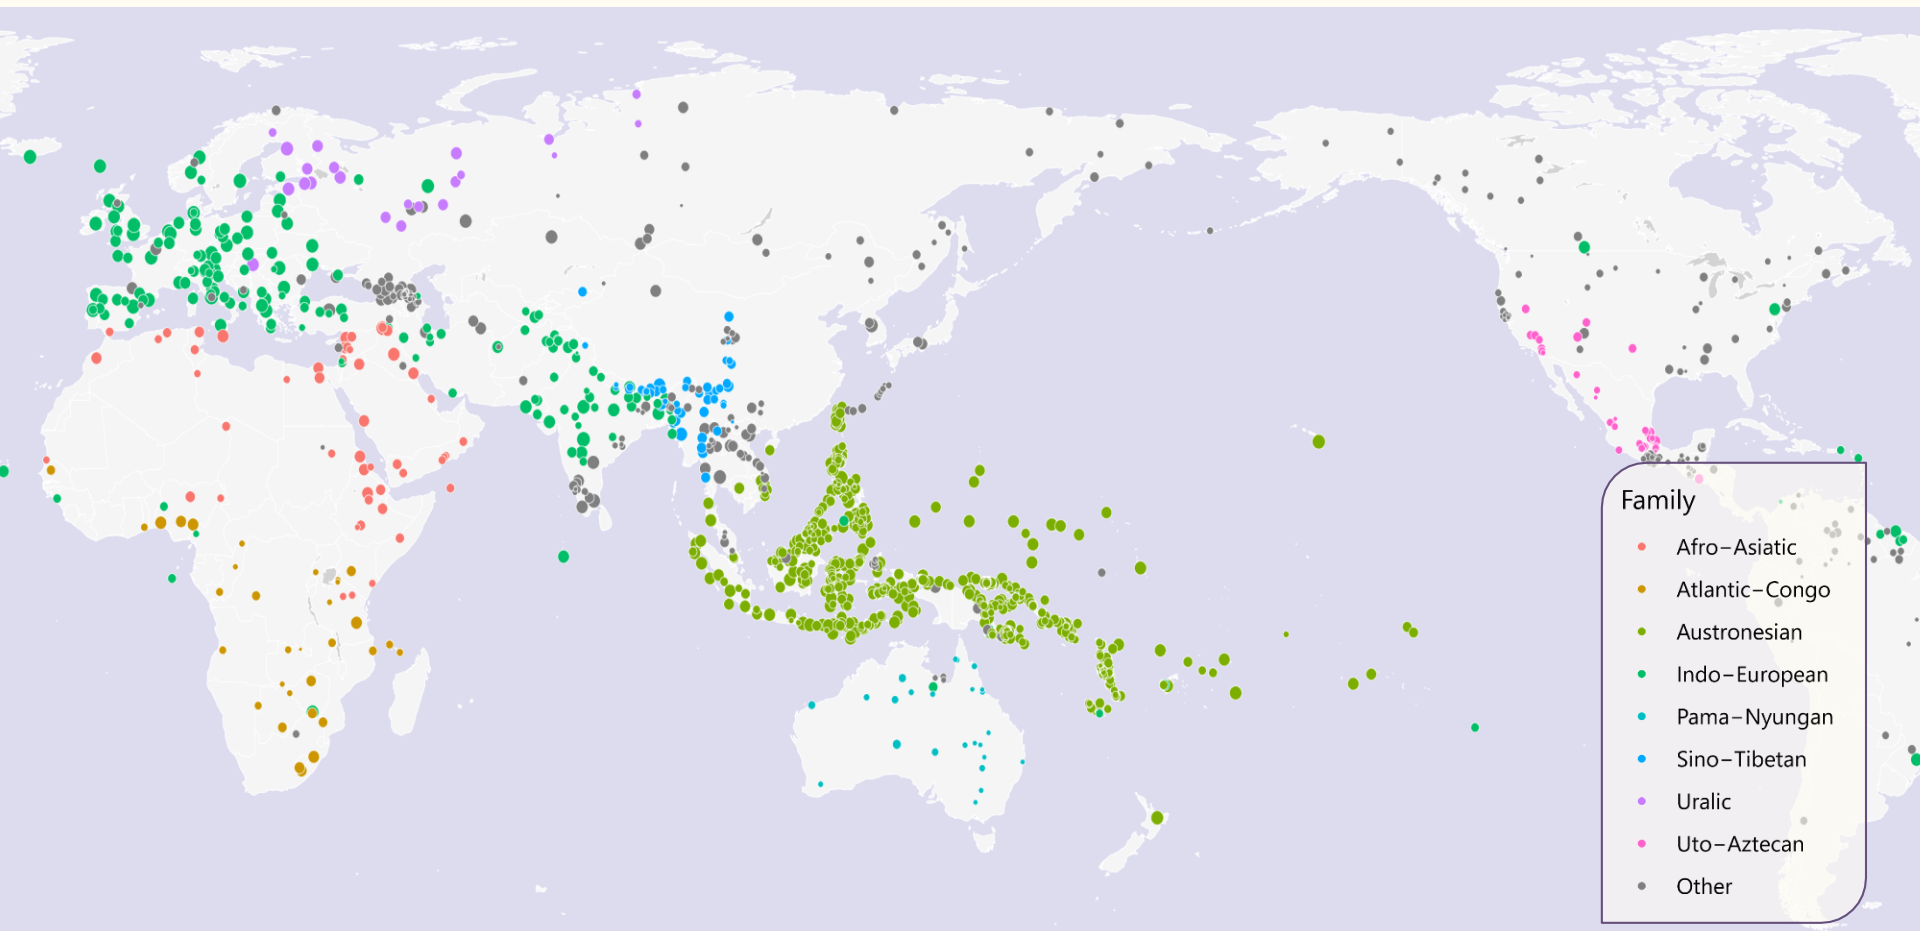 Family
Afro-Asiatic
Atlantic-Congo
Austronesian
Indo-European
Pama-Nyungan
Sino-Tibetan
Uralic
Uto-Aztecan
Other